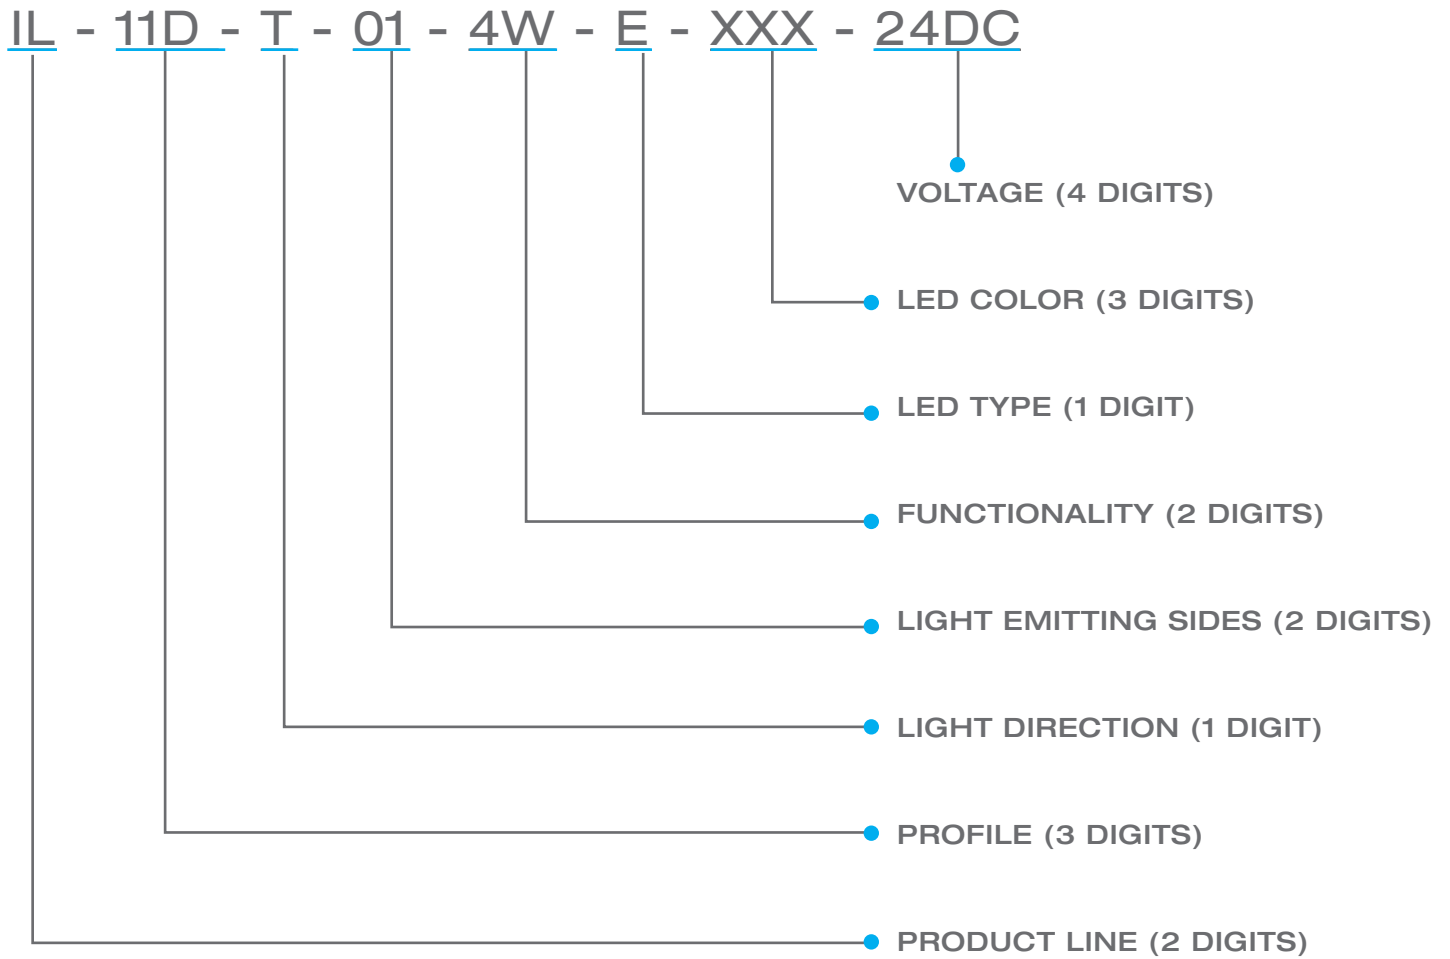 IL - 11D - T - 01 - 4W - E - XXX - 24DC
VOLTAGE (4 DIGITS)
LED COLOR (3 DIGITS)
LED TYPE (1 DIGIT)
FUNCTIONALITY (2 DIGITS)
LIGHT EMITTING SIDES (2 DIGITS)
LIGHT DIRECTION (1 DIGIT)
PROFILE (3 DIGITS)
PRODUCT LINE (2 DIGITS)